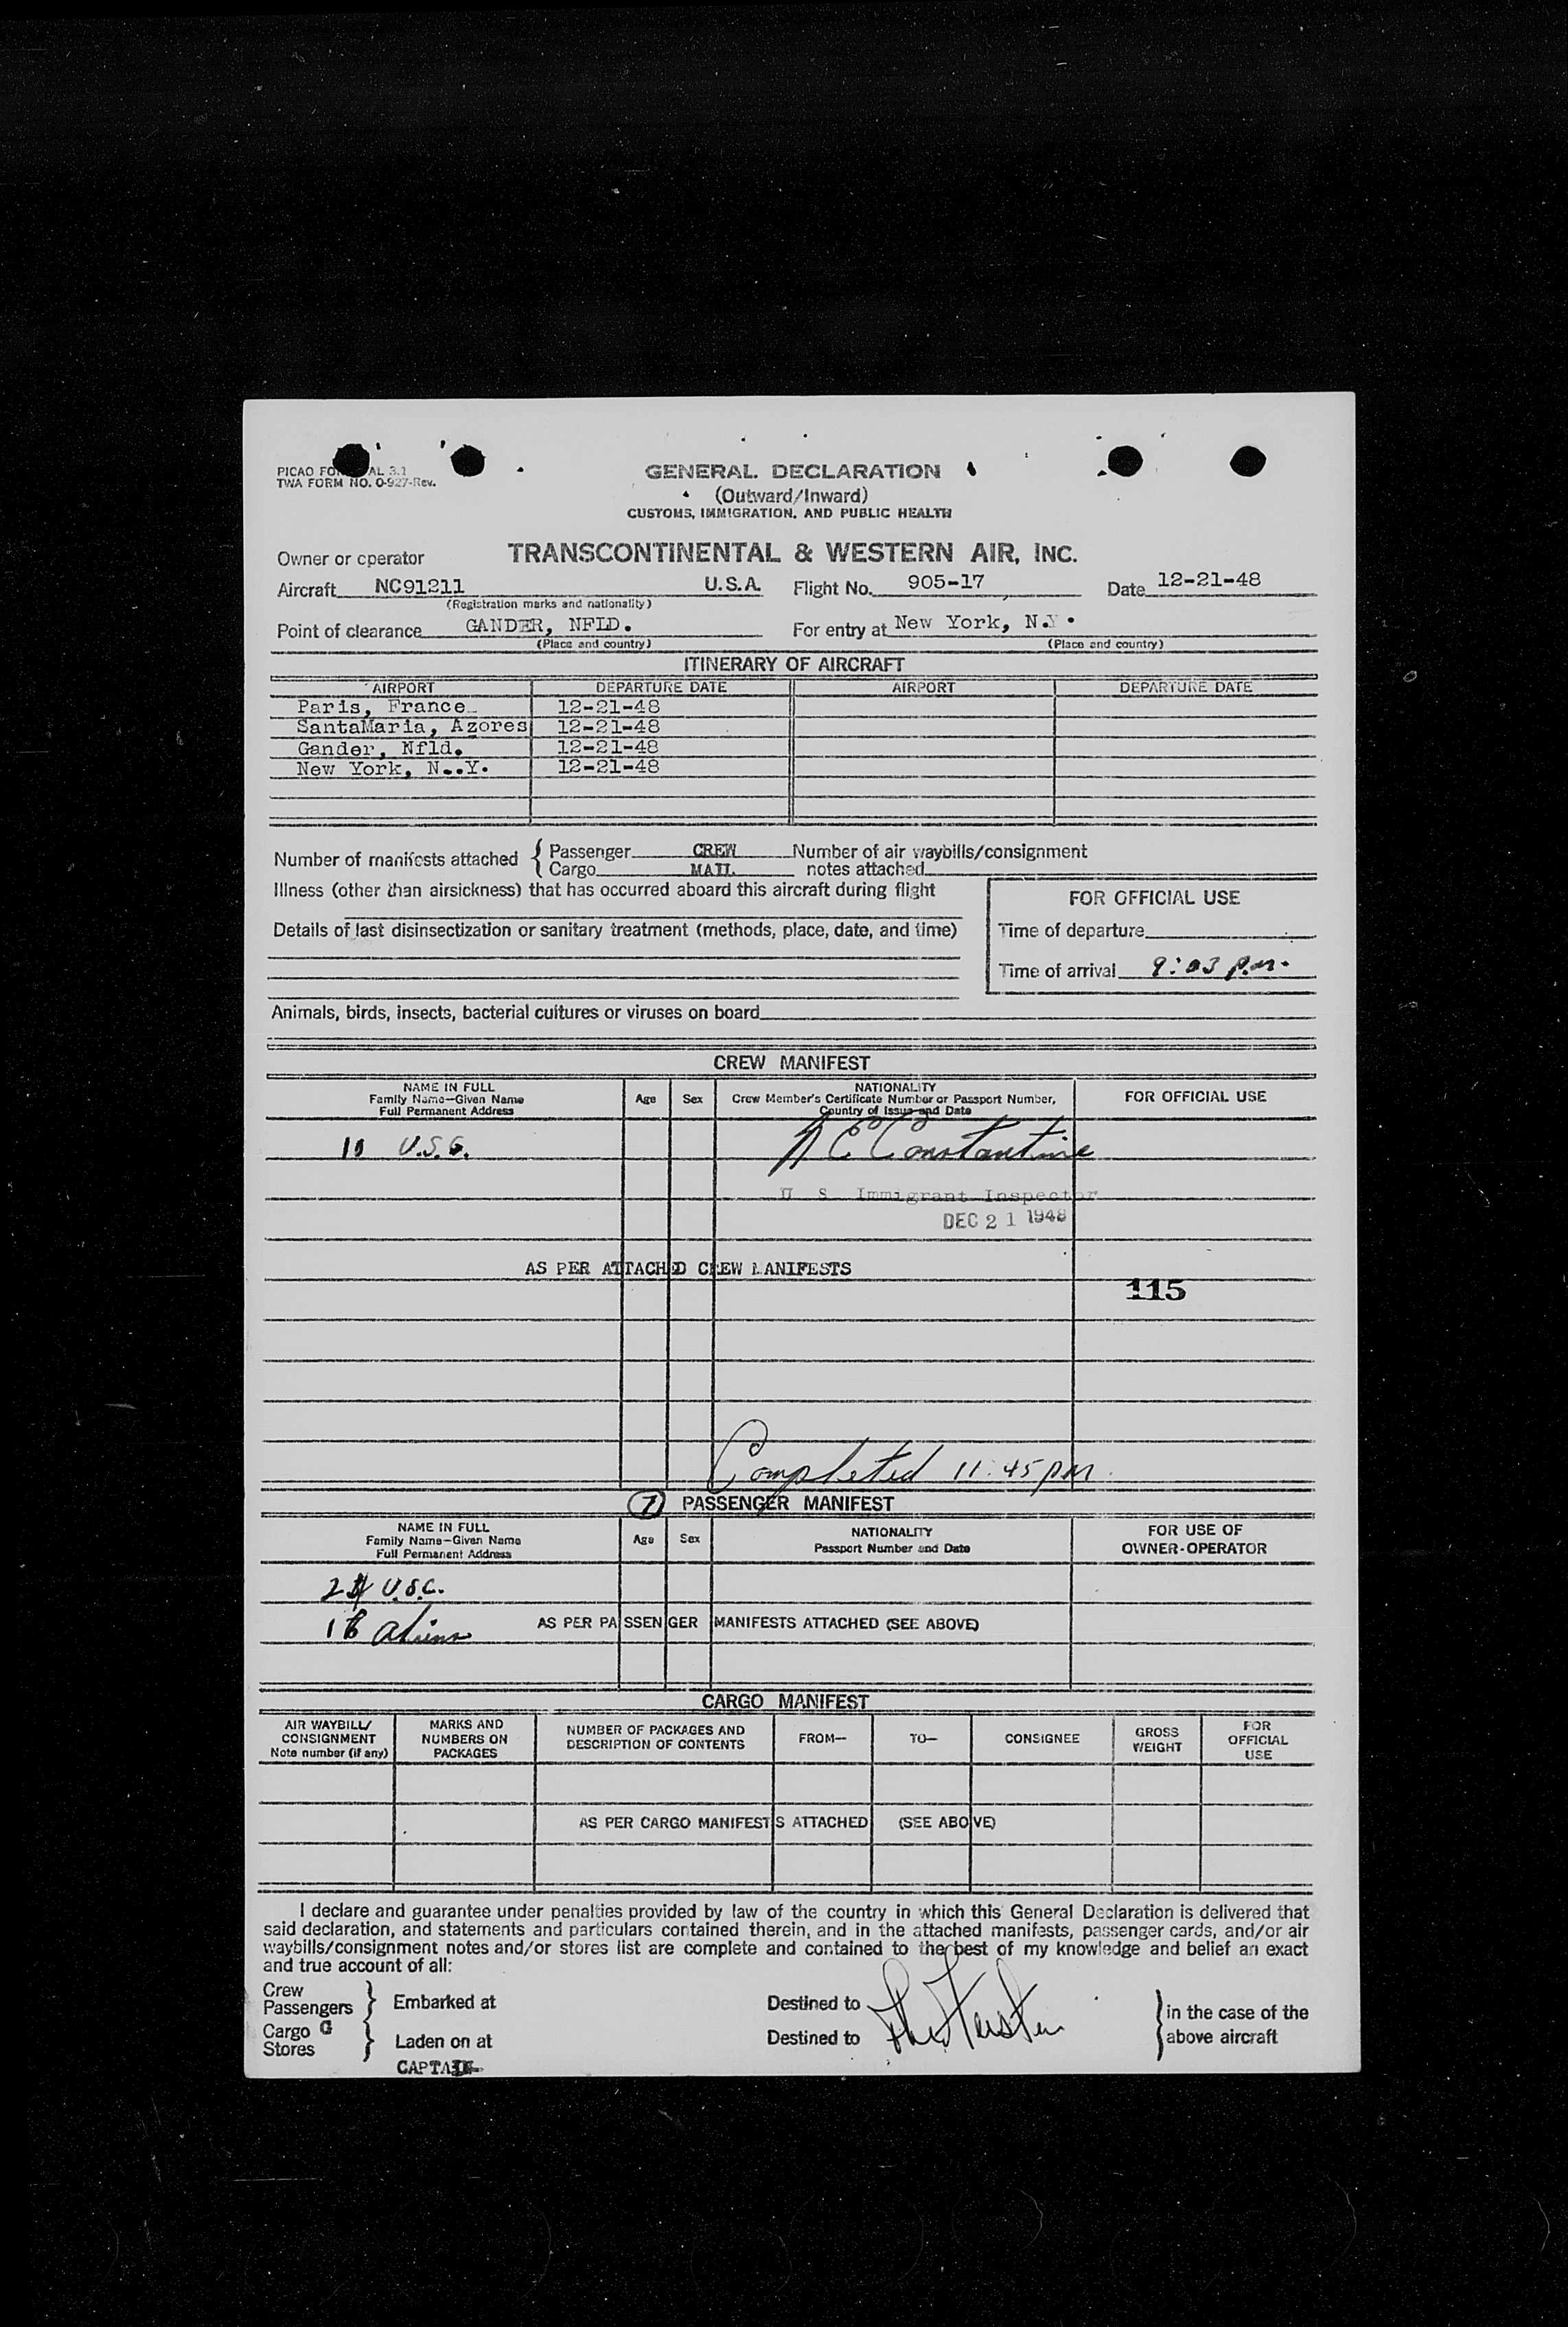 PICAO FO AL 3.1
TWA FORM NO. O-927-Rev.
GENERAL DECLARATION
(Outward/Inward)
CUSTOMS, IMMIGRATION, AND PUBLIC HEALTH
Owner or operator TRANSCONTINENTAL & WESTERN AIR, INC.
Aircraft NC91211 U.S.A. Flight No. 905-17 Date 12-21-48
(Registration marks and nationality)
Point of clearance GANDER, NFLD. For entry at New York, N.Y.
(Place and country) (Place and country)
ITINERARY OF AIRCRAFT
AIRPORT DEPARTURE DATE AIRPORT DEPARTURE DATE
Paris, France 12-21-48
SantaMaria, Azores 12-21-48
Gander, Nfld. 12-21-48
New York, N..Y. 12-21-48
Number of manifests attached { Passenger CREW Number of air waybills/consignment
Cargo MAIL notes attached
Illness (other than airsickness) that has occurred aboard this aircraft during flight
FOR OFFICIAL USE
Details of last disinsectization or sanitary treatment (methods, place, date, and time)
Time of departure
Time of arrival 9:03 p.m.
Animals, birds, insects, bacterial cultures or viruses on board
CREW MANIFEST
NAME IN FULL
Family Name—Given Name
Full Permanent Address
Age Sex
NATIONALITY
Crew Member's Certificate Number or Passport Number,
Country of Issue and Date
FOR OFFICIAL USE
U.S.
Constantine
U S Immigrant Inspector
DEC 21 1948
AS PER ATTACHED CREW MANIFESTS
115
Completed 11:45 PM
(7) PASSENGER MANIFEST
NAME IN FULL
Family Name—Given Name
Full Permanent Address
Age Sex
NATIONALITY
Passport Number and Date
FOR USE OF
OWNER-OPERATOR
U.S.C.
Aliens AS PER PASSENGER MANIFESTS ATTACHED (SEE ABOVE)
CARGO MANIFEST
AIR WAYBILL/
CONSIGNMENT
Note number (if any)
MARKS AND
NUMBERS ON
PACKAGES
NUMBER OF PACKAGES AND
DESCRIPTION OF CONTENTS
FROM—
TO—
CONSIGNEE
GROSS
WEIGHT
FOR
OFFICIAL
USE
AS PER CARGO MANIFESTS ATTACHED (SEE ABOVE)
I declare and guarantee under penalties provided by law of the country in which this General Declaration is delivered that
said declaration, and statements and particulars contained therein, and in the attached manifests, passenger cards, and/or air
waybills/consignment notes and/or stores list are complete and contained to the best of my knowledge and belief an exact
and true account of all:
Crew
Passengers } Embarked at Destined to
Cargo G
Stores } Laden on at Destined to
} in the case of the
above aircraft
CAPTAIN